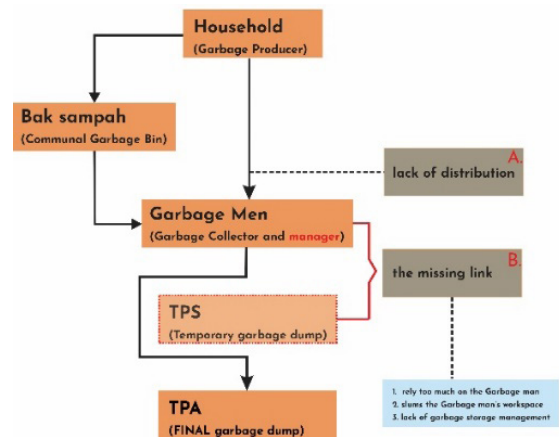 Household
(Garbage Producer)
Bak sampah
(Communal Garbage Bin)
A.
lack of distribution
Garbage Men
(Garbage Collector and manager)
B.
the missing link
TPS
(Temporary garbage dump)
1. rely too much on the Garbage man
2. slums the Garbage man's workspace
3. lack of garbage storage management
TPA
(FINAL garbage dump)